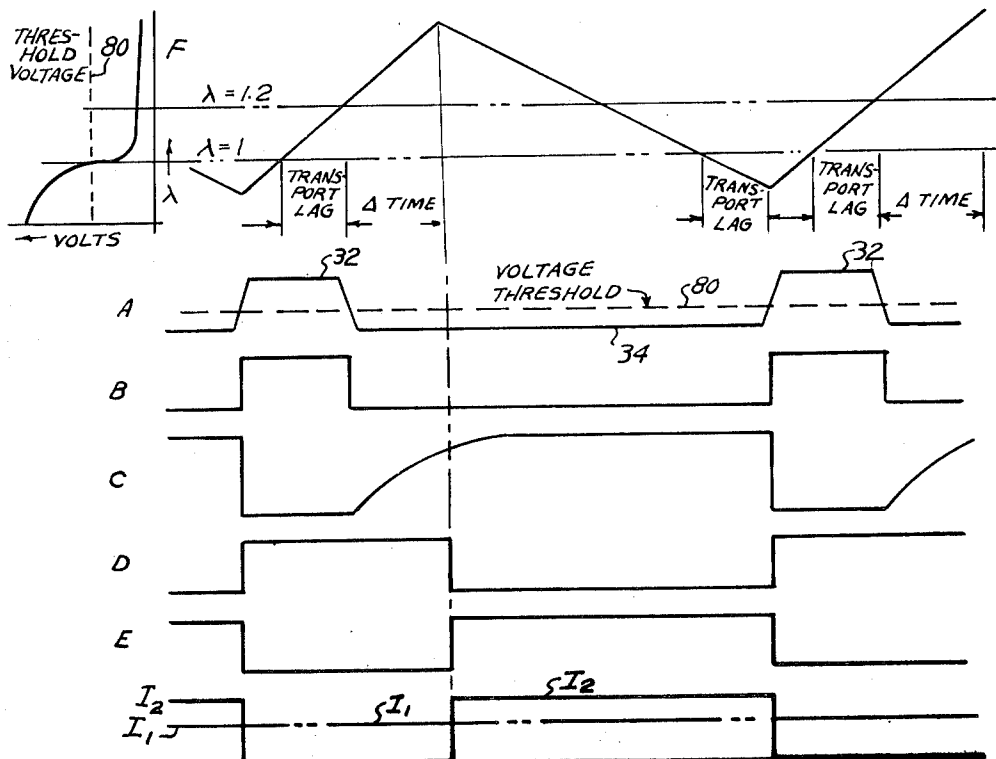 THRES-
HOLD
VOLTAGE
80
F
λ = 1.2
λ = 1
λ
VOLTS
TRANS-
PORT
LAG
Δ TIME
TRANS-
PORT
LAG
TRANS-
PORT
LAG
Δ TIME
A
32
VOLTAGE
THRESHOLD
80
32
34
B
C
D
E
I₂
I₁
I₁
I₂